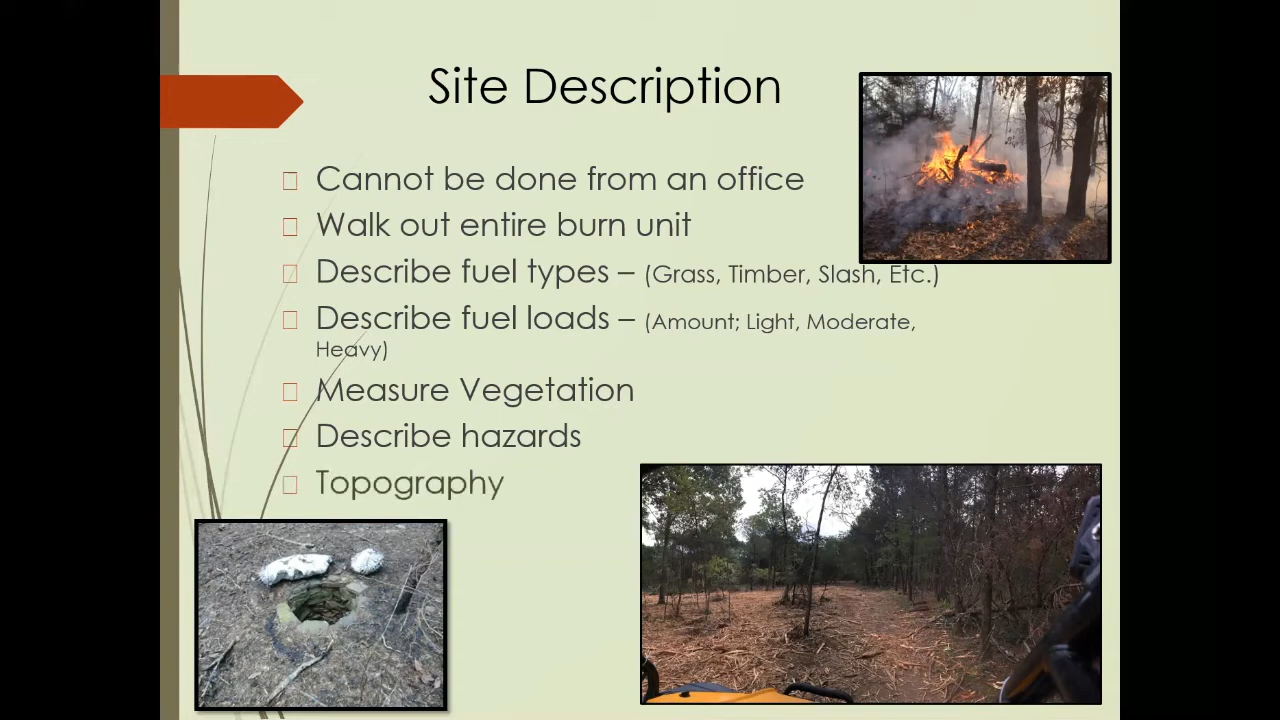 Site Description
Cannot be done from an office
Walk out entire burn unit
Describe fuel types – (Grass, Timber, Slash, Etc.)
Describe fuel loads – (Amount; Light, Moderate,
Heavy)
Measure Vegetation
Describe hazards
Topography